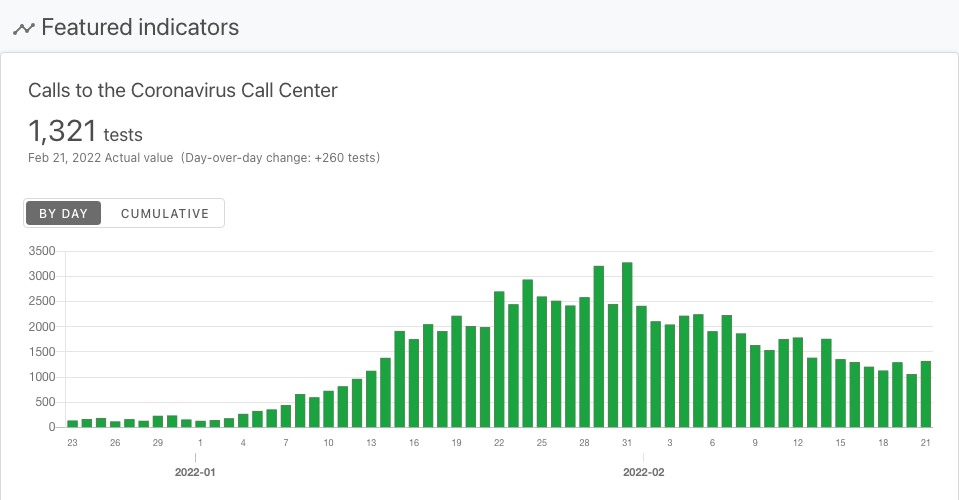 Featured indicators
Calls to the Coronavirus Call Center
1,321 tests
Feb 21, 2022 Actual value (Day-over-day change: +260 tests)
BY DAY CUMULATIVE
3500
3000
2500
2000
1500
1000
500
0
23 26 29 1 4 7 10 13 16 19 22 25 28 31 3 6 9 12 15 18 21
2022-01 2022-02